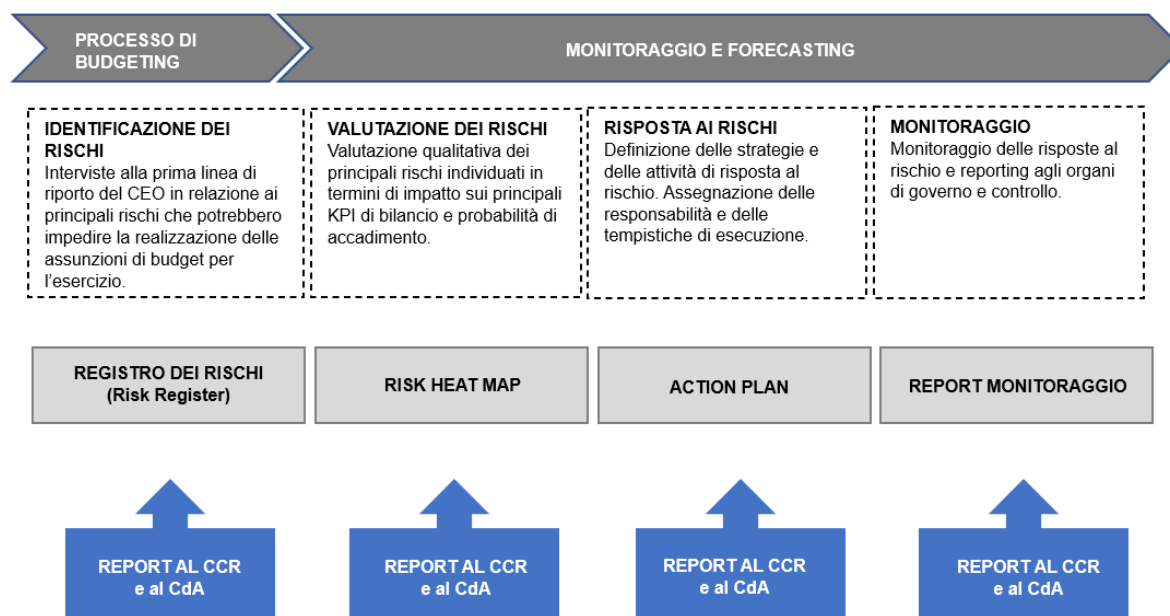 PROCESSO DI
BUDGETING
MONITORAGGIO E FORECASTING
IDENTIFICAZIONE DEI
RISCHI
Interviste alla prima linea di
riporto del CEO in relazione ai
principali rischi che potrebbero
impedire la realizzazione delle
assunzioni di budget per
l'esercizio.
VALUTAZIONE DEI RISCHI
Valutazione qualitativa dei
principali rischi individuati in
termini di impatto sui principali
KPI di bilancio e probabilità di
accadimento.
RISPOSTA AI RISCHI
Definizione delle strategie e
delle attività di risposta al
rischio. Assegnazione delle
responsabilità e delle
tempistiche di esecuzione.
MONITORAGGIO
Monitoraggio delle risposte al
rischio e reporting agli organi
di governo e controllo.
REGISTRO DEI RISCHI
(Risk Register)
RISK HEAT MAP
ACTION PLAN
REPORT MONITORAGGIO
REPORT AL CCR
e al CdA
REPORT AL CCR
e al CdA
REPORT AL CCR
e al CdA
REPORT AL CCR
e al CdA